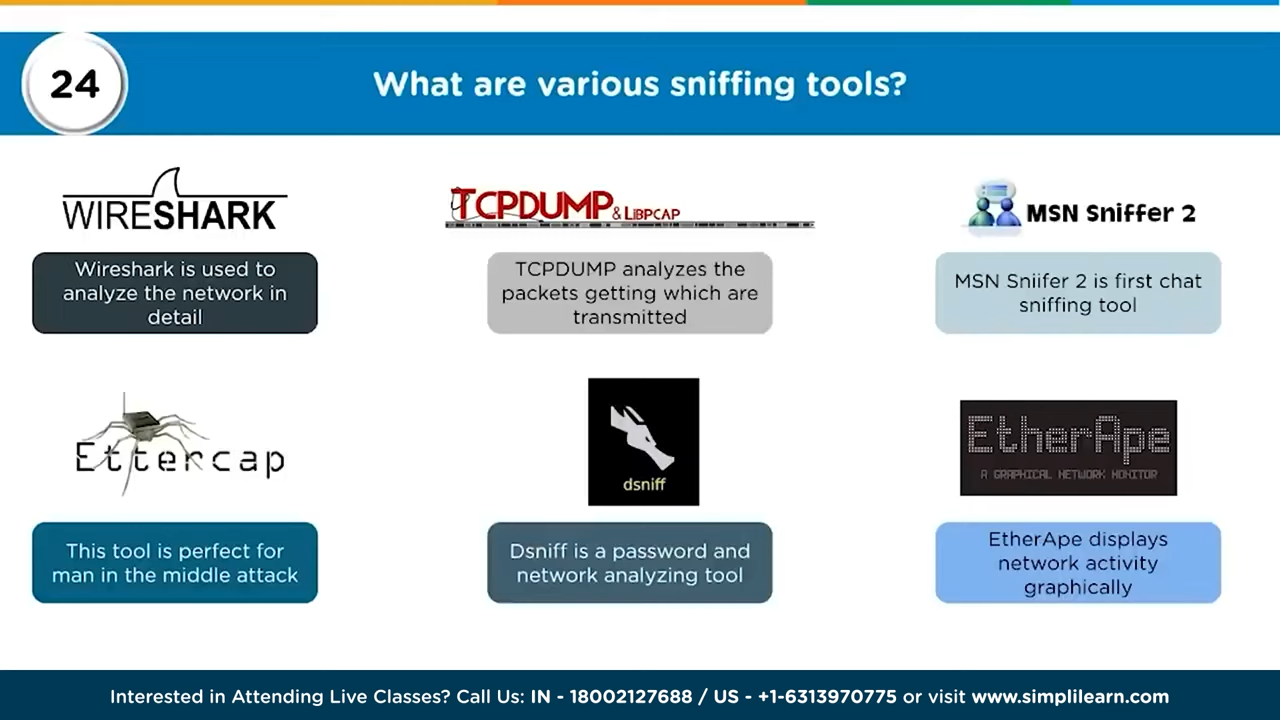 24
What are various sniffing tools?
WIRESHARK
TCPDUMP & LIBPCAP
MSN Sniffer 2
Wireshark is used to
analyze the network in
detail
TCPDUMP analyzes the
packets getting which are
transmitted
MSN Sniifer 2 is first chat
sniffing tool
Ettercap
dsniff
EtherApe
A GRAPHICAL NETWORK MONITOR
This tool is perfect for
man in the middle attack
Dsniff is a password and
network analyzing tool
EtherApe displays
network activity
graphically
Interested in Attending Live Classes? Call Us: IN - 18002127688 / US - +1-6313970775 or visit www.simplilearn.com